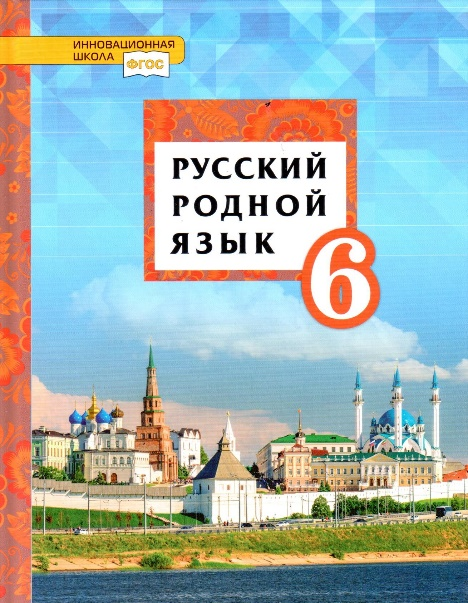 ИННОВАЦИОННАЯ
ШКОЛА
ФГОС
РУССКИЙ
РОДНОЙ
ЯЗЫК
6